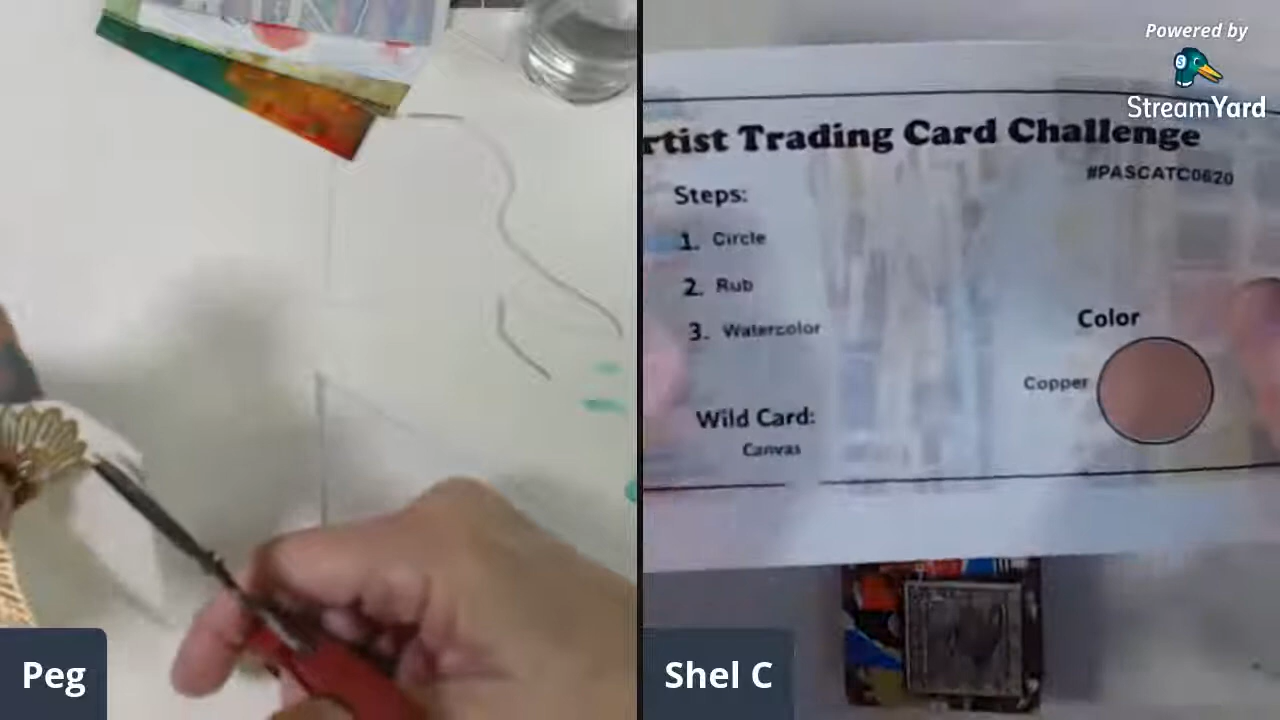 Powered by
StreamYard
rtist Trading Card Challenge
#PASCATC0620
Steps:
1. Circle
2. Rub
3. Watercolor
Color
Copper
Wild Card:
Canvas
Peg
Shel C